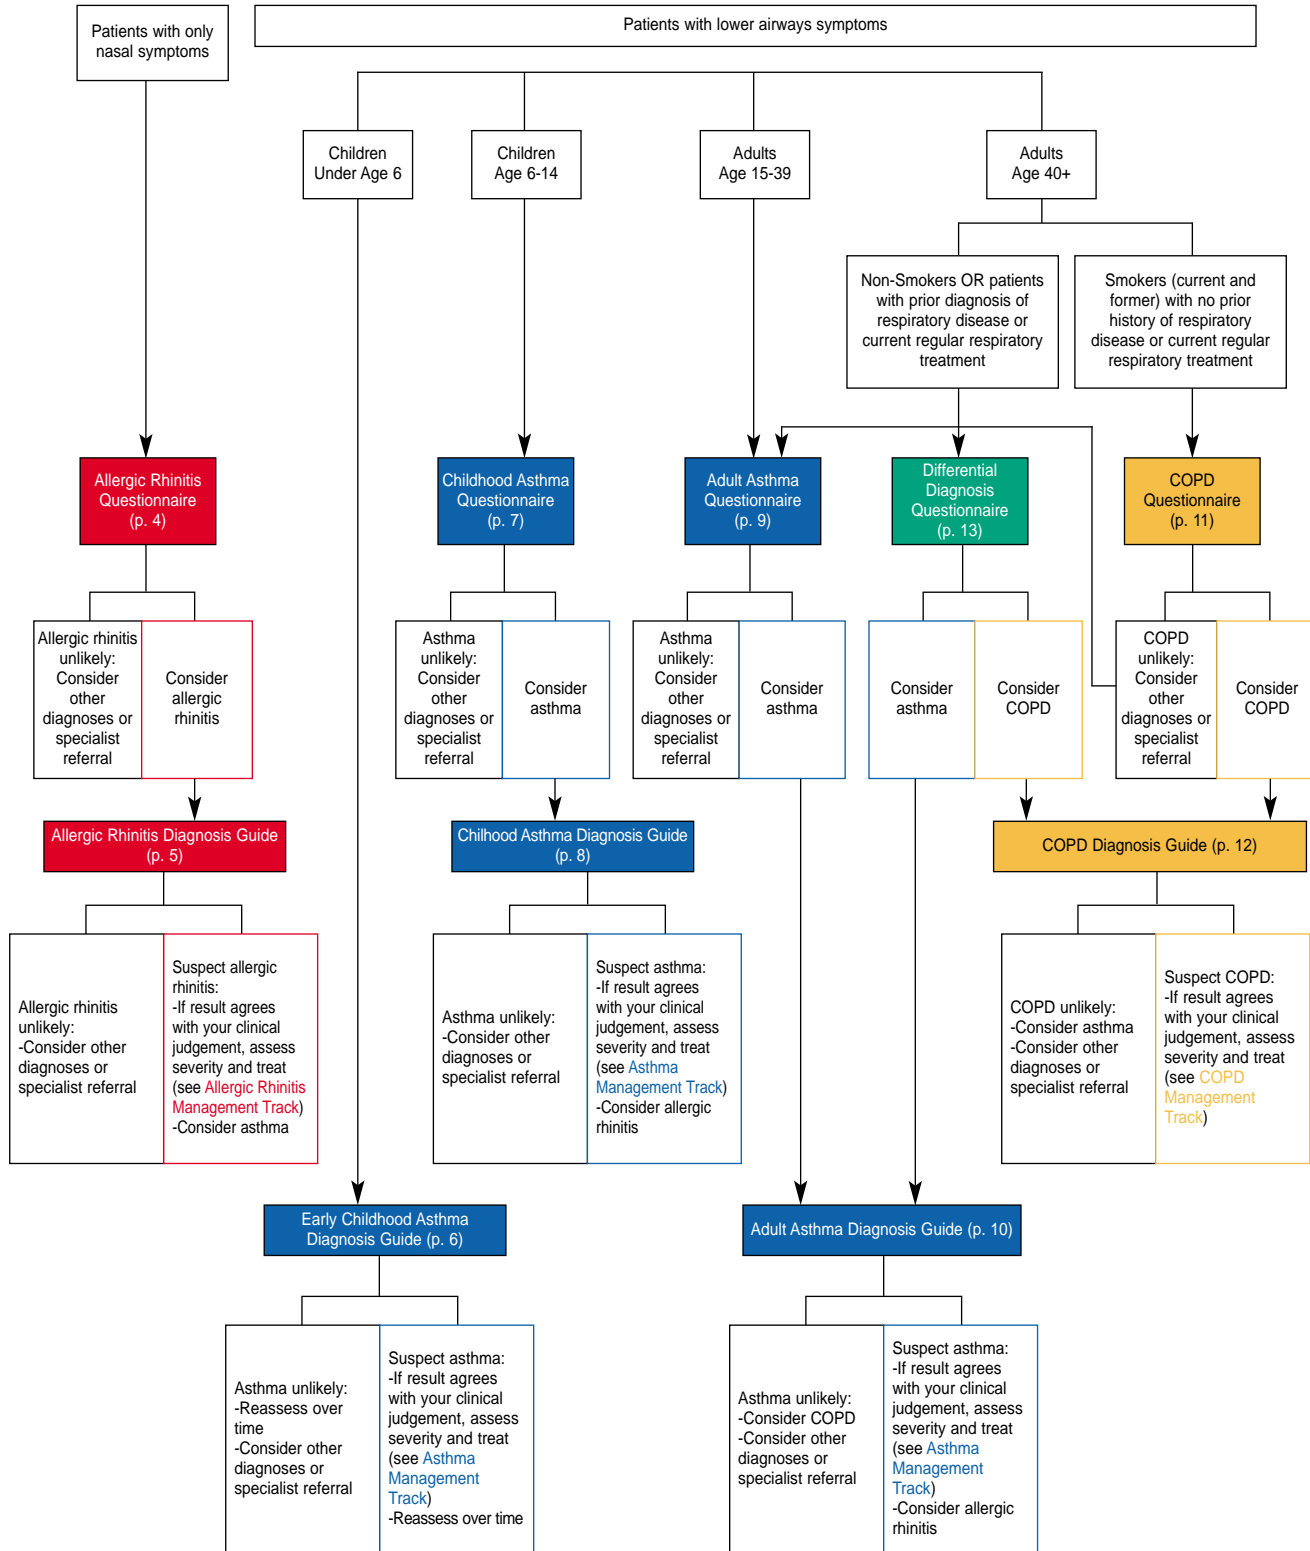 Patients with only
nasal symptoms
Patients with lower airways symptoms
Children
Under Age 6
Children
Age 6-14
Adults
Age 15-39
Adults
Age 40+
Non-Smokers OR patients
with prior diagnosis of
respiratory disease or
current regular respiratory
treatment
Smokers (current and
former) with no prior
history of respiratory
disease or current regular
respiratory treatment
Allergic Rhinitis
Questionnaire
(p. 4)
Childhood Asthma
Questionnaire
(p. 7)
Adult Asthma
Questionnaire
(p. 9)
Differential
Diagnosis
Questionnaire
(p. 13)
COPD
Questionnaire
(p. 11)
Allergic rhinitis
unlikely:
Consider
other
diagnoses or
specialist
referral
Consider
allergic
rhinitis
Asthma
unlikely:
Consider
other
diagnoses or
specialist
referral
Consider
asthma
Asthma
unlikely:
Consider
other
diagnoses or
specialist
referral
Consider
asthma
Consider
asthma
Consider
COPD
COPD
unlikely:
Consider
other
diagnoses or
specialist
referral
Consider
COPD
Allergic Rhinitis Diagnosis Guide
(p. 5)
Chilhood Asthma Diagnosis Guide
(p. 8)
COPD Diagnosis Guide (p. 12)
Allergic rhinitis
unlikely:
-Consider other
diagnoses or
specialist referral
Suspect allergic
rhinitis:
-If result agrees
with your clinical
judgement, assess
severity and treat
(see Allergic Rhinitis
Management Track)
-Consider asthma
Asthma unlikely:
-Consider other
diagnoses or
specialist referral
Suspect asthma:
-If result agrees
with your clinical
judgement, assess
severity and treat
(see Asthma
Management Track)
-Consider allergic
rhinitis
COPD unlikely:
-Consider asthma
-Consider other
diagnoses or
specialist referral
Suspect COPD:
-If result agrees
with your clinical
judgement, assess
severity and treat
(see COPD
Management
Track)
Early Childhood Asthma
Diagnosis Guide (p. 6)
Adult Asthma Diagnosis Guide (p. 10)
Asthma unlikely:
-Reassess over
time
-Consider other
diagnoses or
specialist referral
Suspect asthma:
-If result agrees
with your clinical
judgement, assess
severity and treat
(see Asthma
Management
Track)
-Reassess over time
Asthma unlikely:
-Consider COPD
-Consider other
diagnoses or
specialist referral
Suspect asthma:
-If result agrees
with your clinical
judgement, assess
severity and treat
(see Asthma
Management
Track)
-Consider allergic
rhinitis